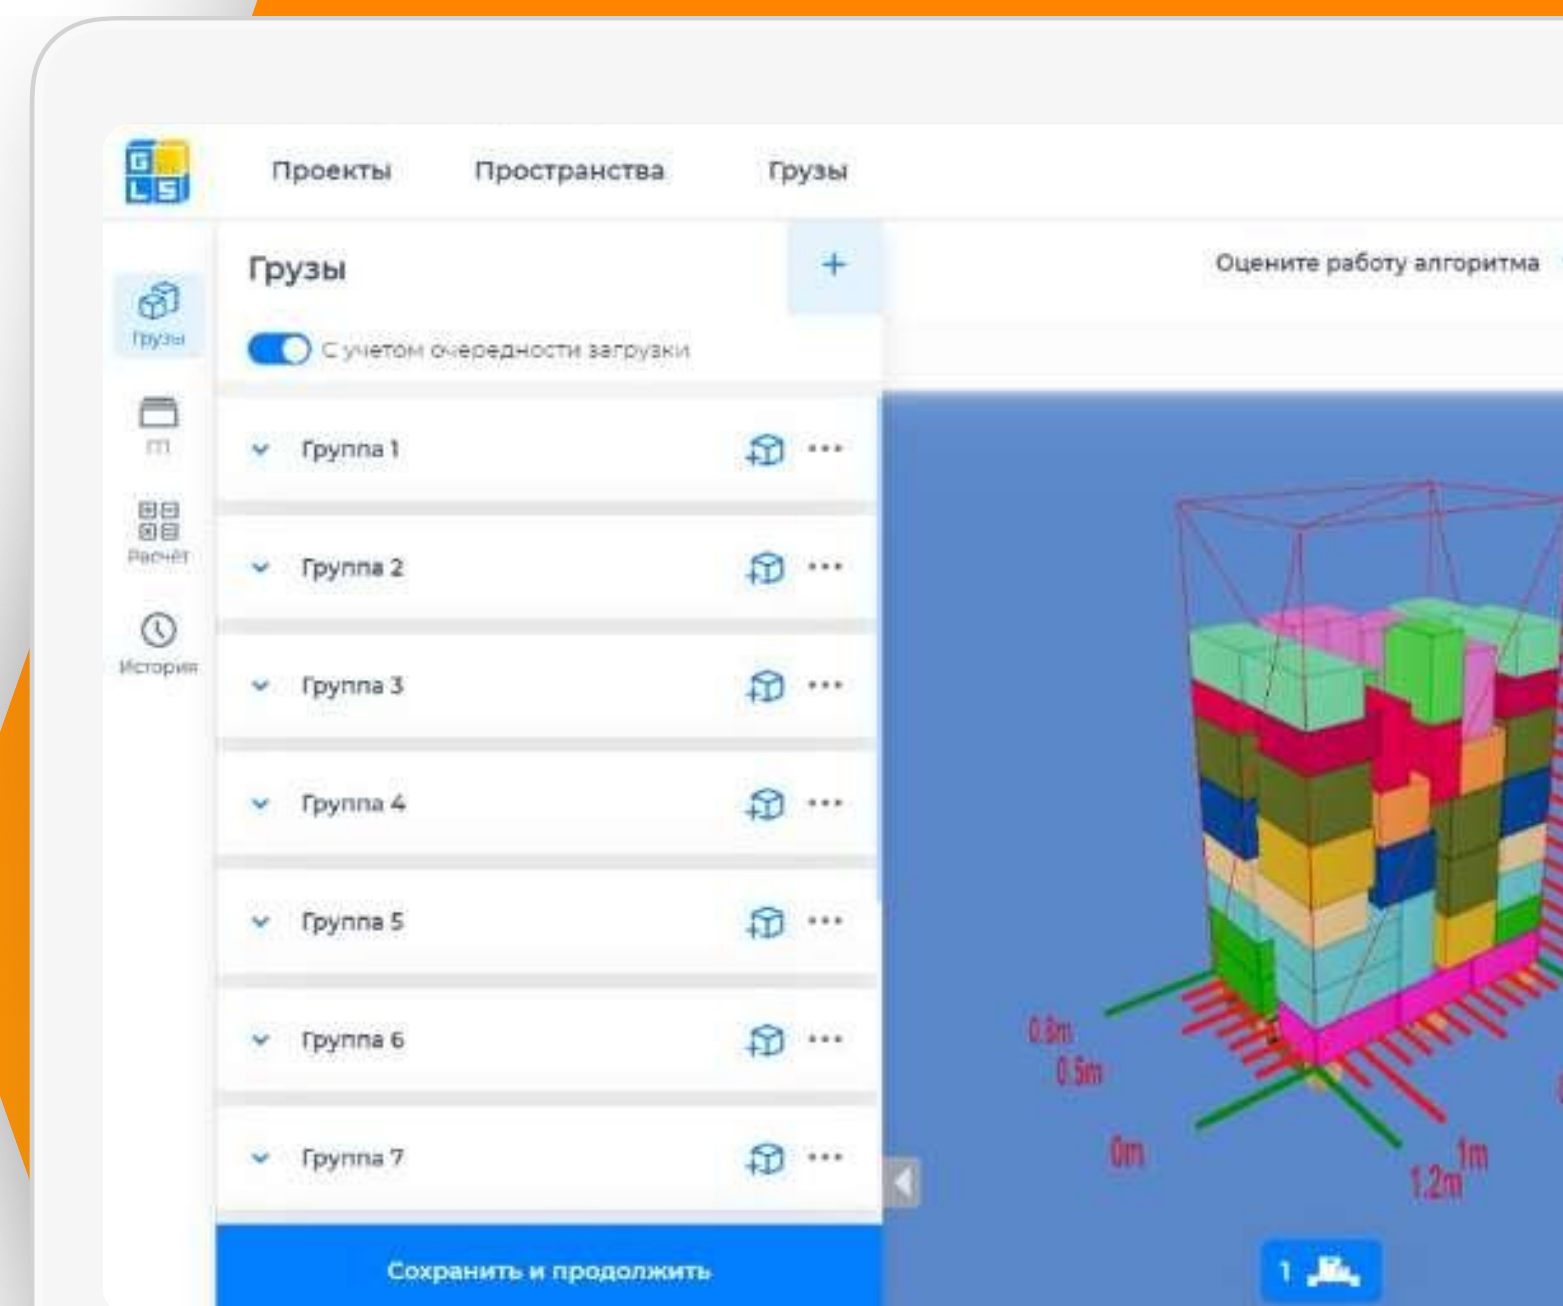 G
LS
Проекты Пространства Грузы
Грузы +
Оцените работу алгоритма
Грузы
С учетом очередности загрузки
ГП
Группа 1
Расчёт
Группа 2
История
Группа 3
Группа 4
Группа 5
Группа 6
Группа 7
Сохранить и продолжить
0.8m
0.5m
0m
1m
1.2m
1